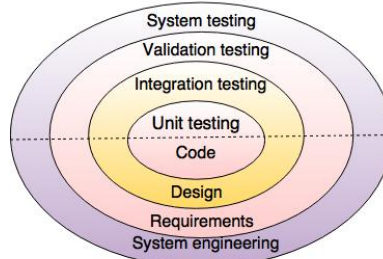 System testing
Validation testing
Integration testing
Unit testing
Code
Design
Requirements
System engineering